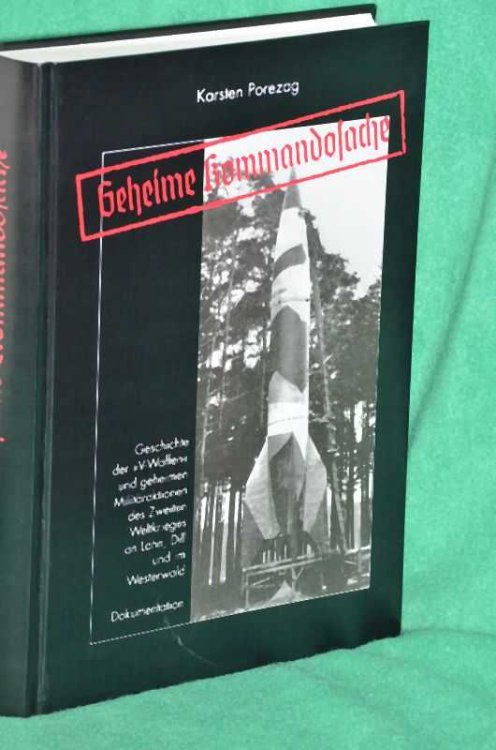 Karsten Porezag
Geheime Kommandosache
Geschichte
der »V-Waffen«
und geheimen
Militäraktionen
des Zweiten
Weltkrieges
an Lahn, Dill
und im
Westerwald
Dokumentation